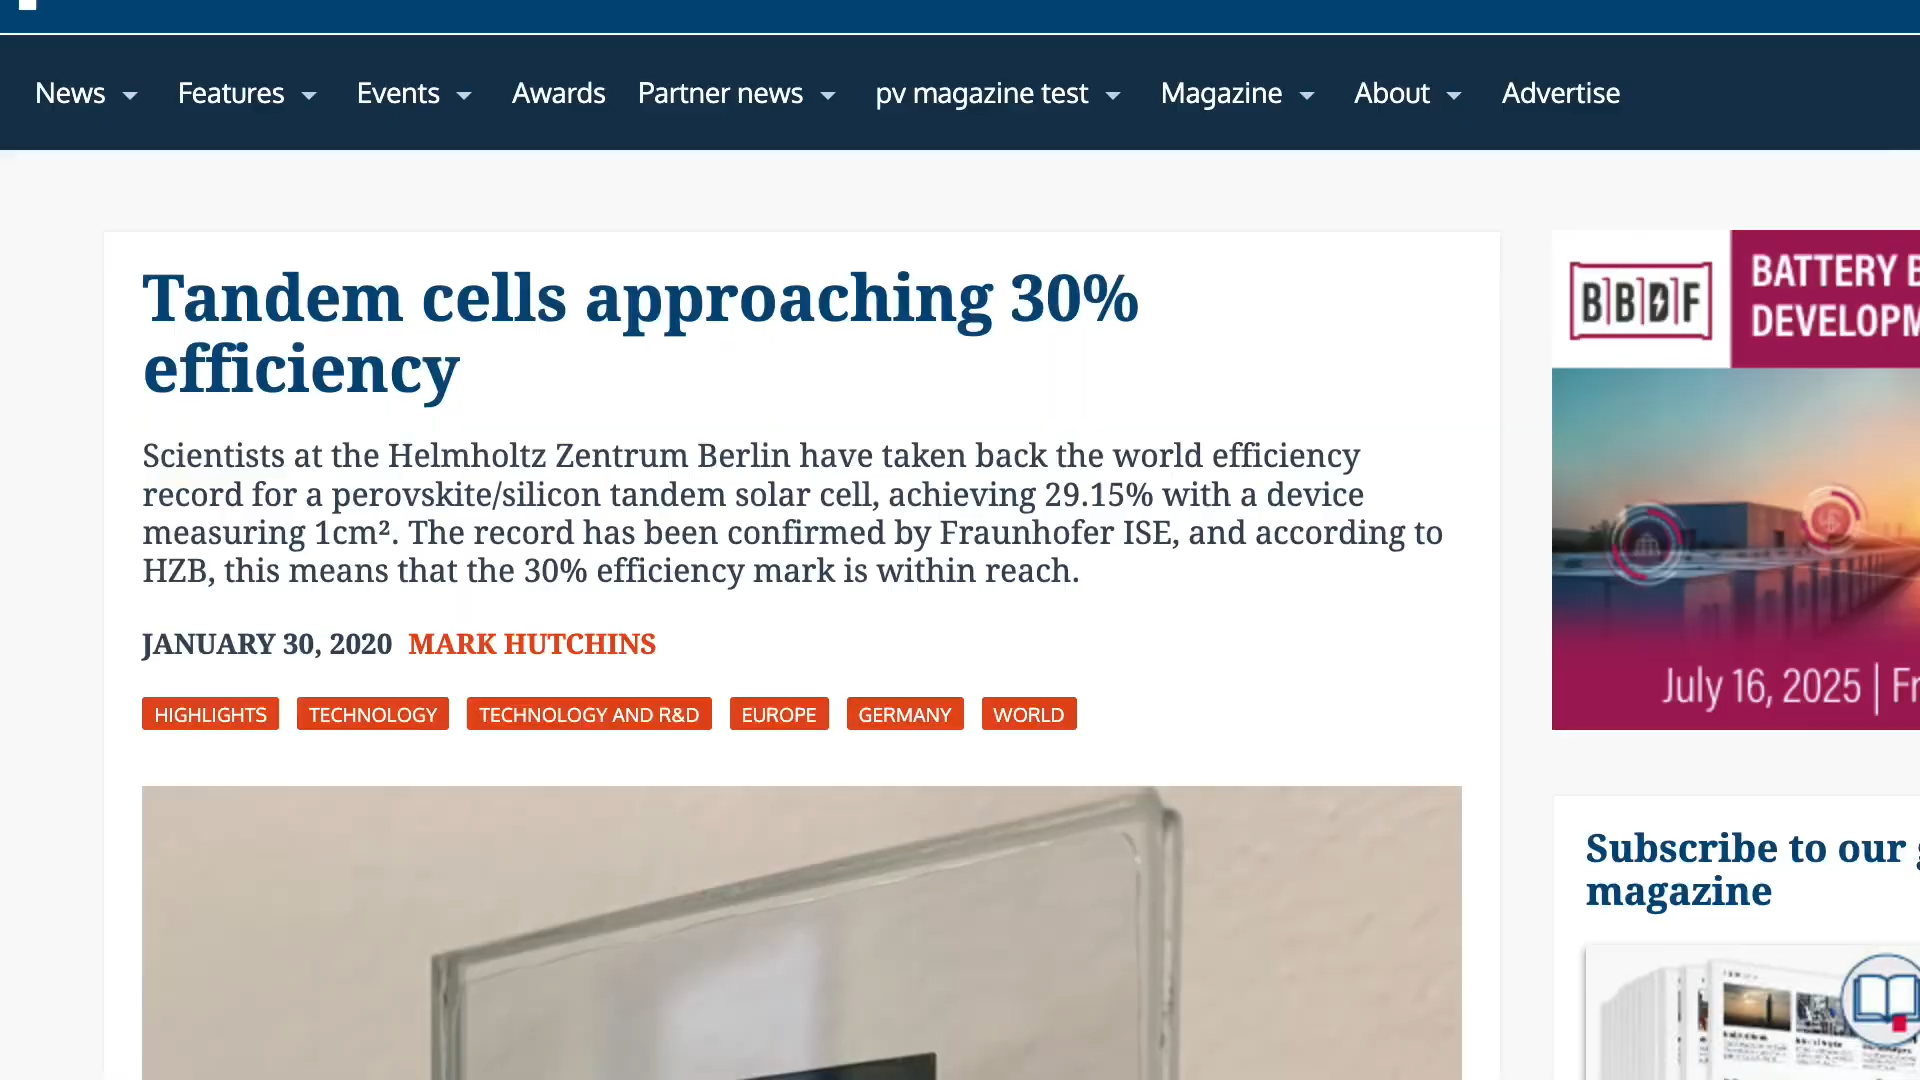 News Features Events Awards Partner news pv magazine test Magazine About Advertise
Tandem cells approaching 30%
efficiency
Scientists at the Helmholtz Zentrum Berlin have taken back the world efficiency
record for a perovskite/silicon tandem solar cell, achieving 29.15% with a device
measuring 1cm². The record has been confirmed by Fraunhofer ISE, and according to
HZB, this means that the 30% efficiency mark is within reach.
JANUARY 30, 2020 MARK HUTCHINS
HIGHLIGHTS TECHNOLOGY TECHNOLOGY AND R&D EUROPE GERMANY WORLD
BBDF
BATTERY B
DEVELOPM
July 16, 2025 | Fr
Subscribe to our g
magazine